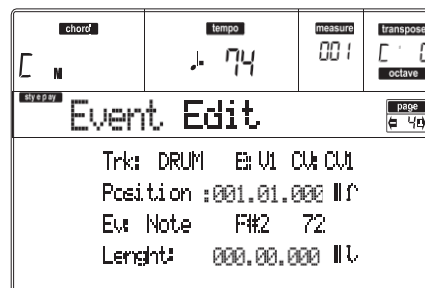 chord tempo measure transpose
C N 74 001 C
octave
style play
Event Edit page
Trk: DRUM E: V1 CV: CV1
Position :001.01.000
Ev: Note F#2 72
Lenght: 000.00.000